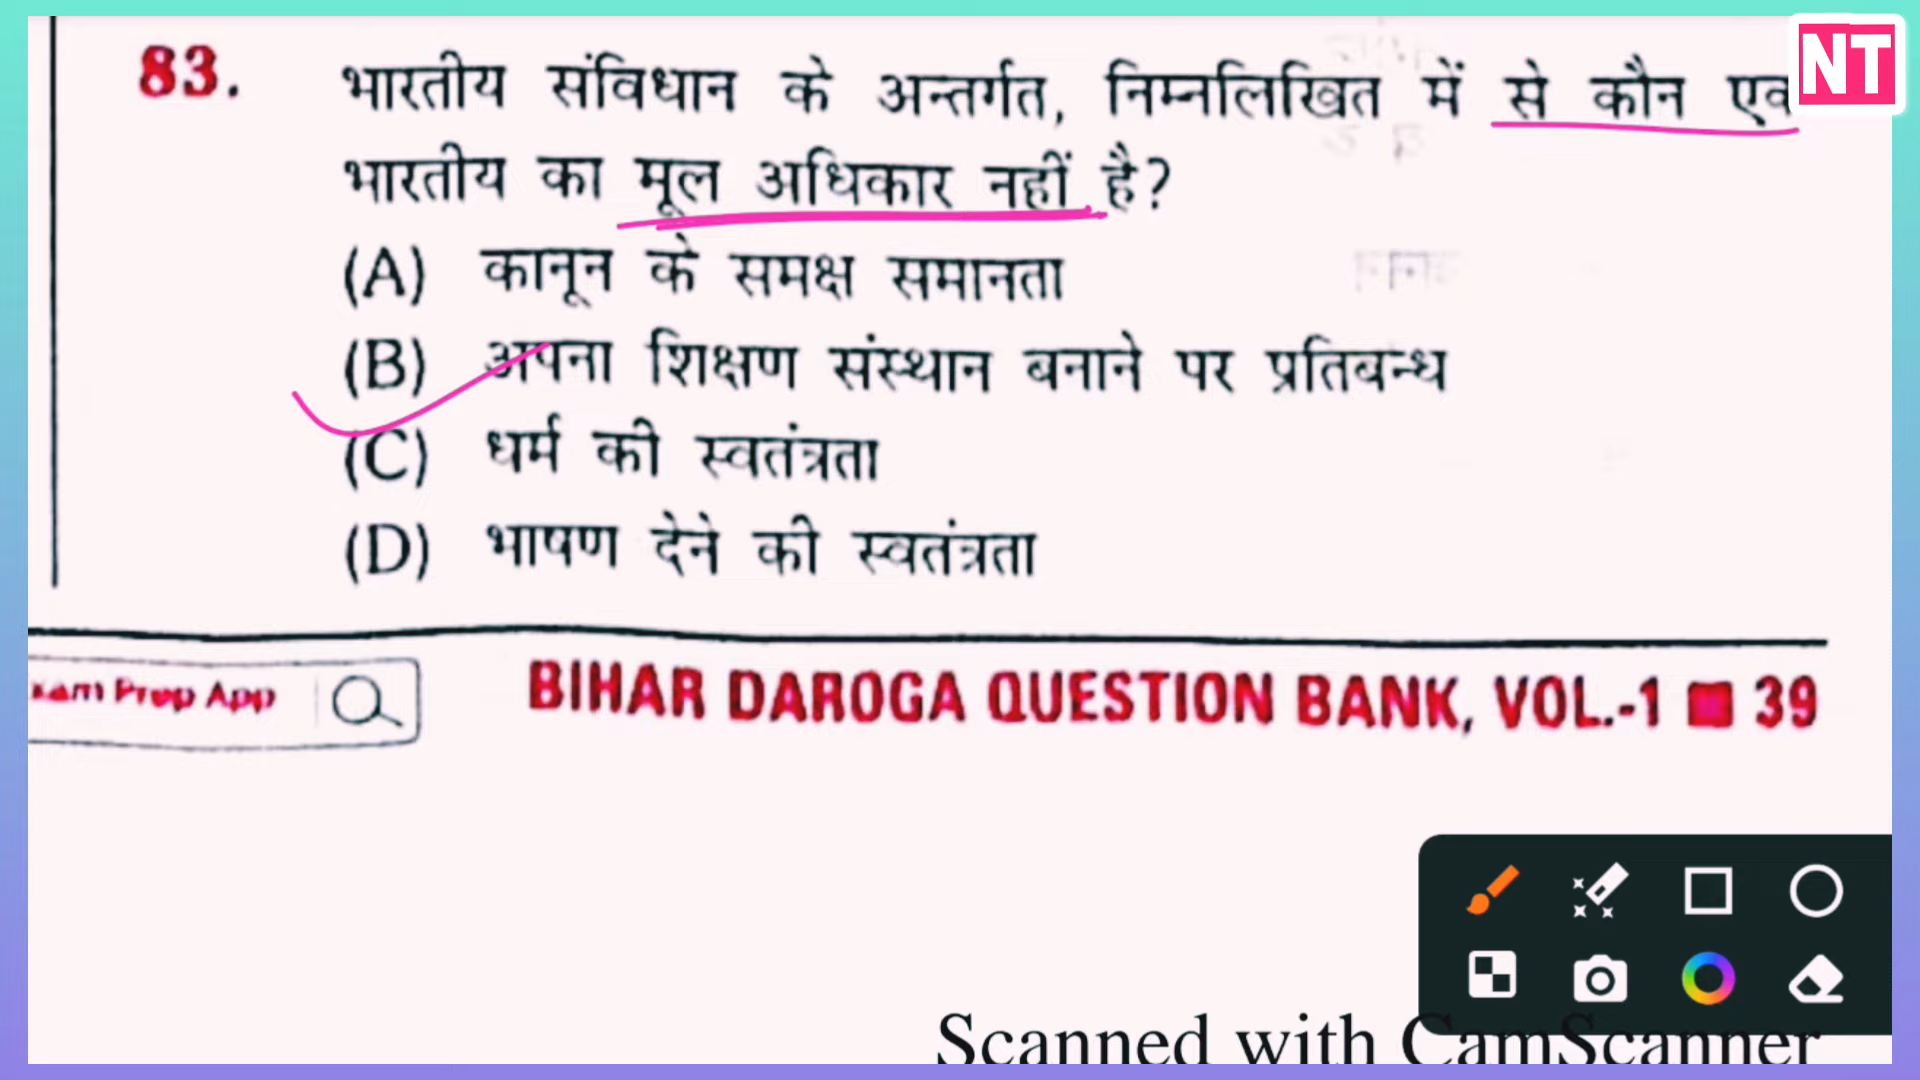 NT
83. भारतीय संविधान के अन्तर्गत, निम्नलिखित में से कौन
भारतीय का मूल अधिकार नहीं है?
(A) कानून के समक्ष समानता
(B) अपना शिक्षण संस्थान बनाने पर प्रतिबन्ध
(C) धर्म की स्वतंत्रता
(D) भाषण देने की स्वतंत्रता
Prep App
BIHAR DAROGA QUESTION BANK, VOL.-1 ■ 39
Scanned with CamScanner